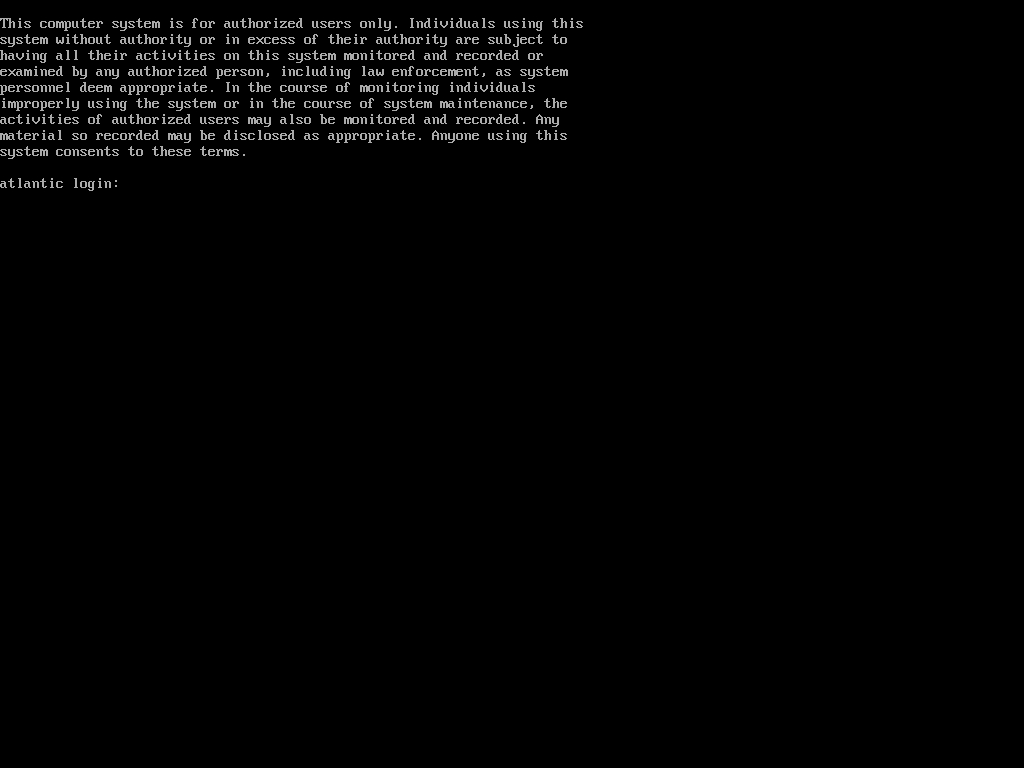 This computer system is for authorized users only. Individuals using this
system without authority or in excess of their authority are subject to
having all their activities on this system monitored and recorded or
examined by any authorized person, including law enforcement, as system
personnel deem appropriate. In the course of monitoring individuals
improperly using the system or in the course of system maintenance, the
activities of authorized users may also be monitored and recorded. Any
material so recorded may be disclosed as appropriate. Anyone using this
system consents to these terms.
atlantic login: